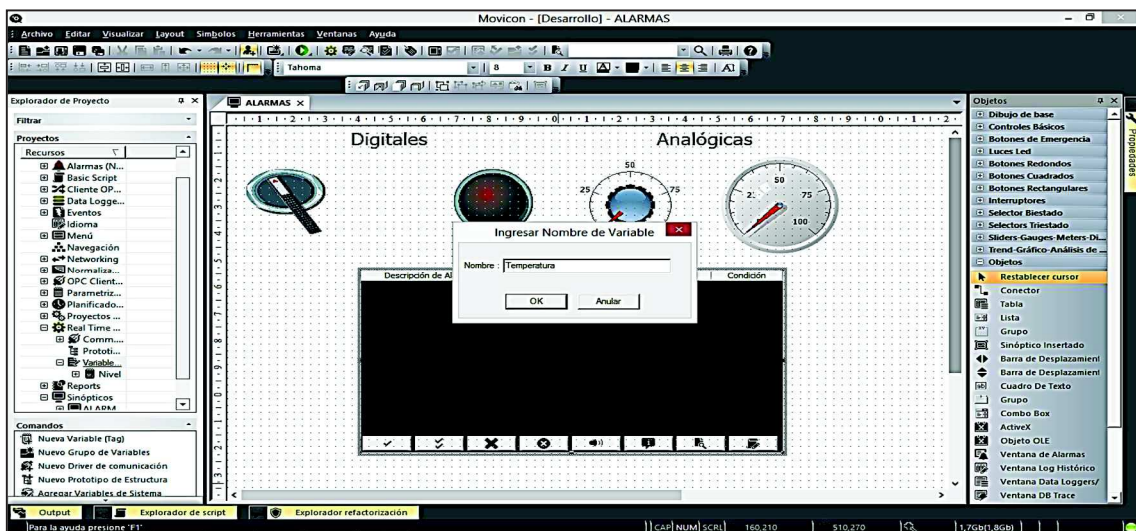 Movicon - [Desarrollo] - ALARMAS
Archivo Editar Visualizar Layout Simbolos Herramientas Ventanas Ayuda
Tahoma 8 B I U A
Explorador de Proyecto
Filtrar
Proyectos
Recursos
Alarmas (N...
Basic Script
Cliente OP...
Data Logge...
Eventos
Idioma
Menú
Navegación
Networking
Normaliza...
OPC Client...
Parametriz...
Planificado...
Proyectos ...
Real Time ...
Comm....
Prototi...
Variable...
Nivel
Reports
Sinópticos
ALARM
Comandos
Nueva Variable (Tag)
Nuevo Grupo de Variables
Nuevo Driver de comunicación
Nuevo Prototipo de Estructura
Agregar Variables de Sistema
ALARMAS
Digitales
Analógicas
50
25 75
50
75
100
Ingresar Nombre de Variable
Nombre : Temperatura
OK Anular
Descripción de Al
Condición
Objetos
Dibujo de base
Controles Básicos
Botones de Emergencia
Luces Led
Botones Redondos
Botones Cuadrados
Botones Rectangulares
Interruptores
Selector Biestado
Selectors Triestado
Sliders-Gauges-Meters-Di...
Trend-Gráfico-Análisis de ...
Objetos
Restablecer cursor
Conector
Tabla
Lista
Grupo
Sinóptico Insertado
Barra de Desplazamient
Barra de Desplazamient
Cuadro De Texto
Grupo
Combo Box
ActiveX
Objeto OLE
Ventana de Alarmas
Ventana Log Histórico
Ventana Data Loggers/
Ventana DB Trace
Propiedades
Output Explorador de script Explorador refactorización
Para la ayuda presione 'F1'
CAP NUM SCRL 160,210 510,270 1,7Gb(1,8Gb)